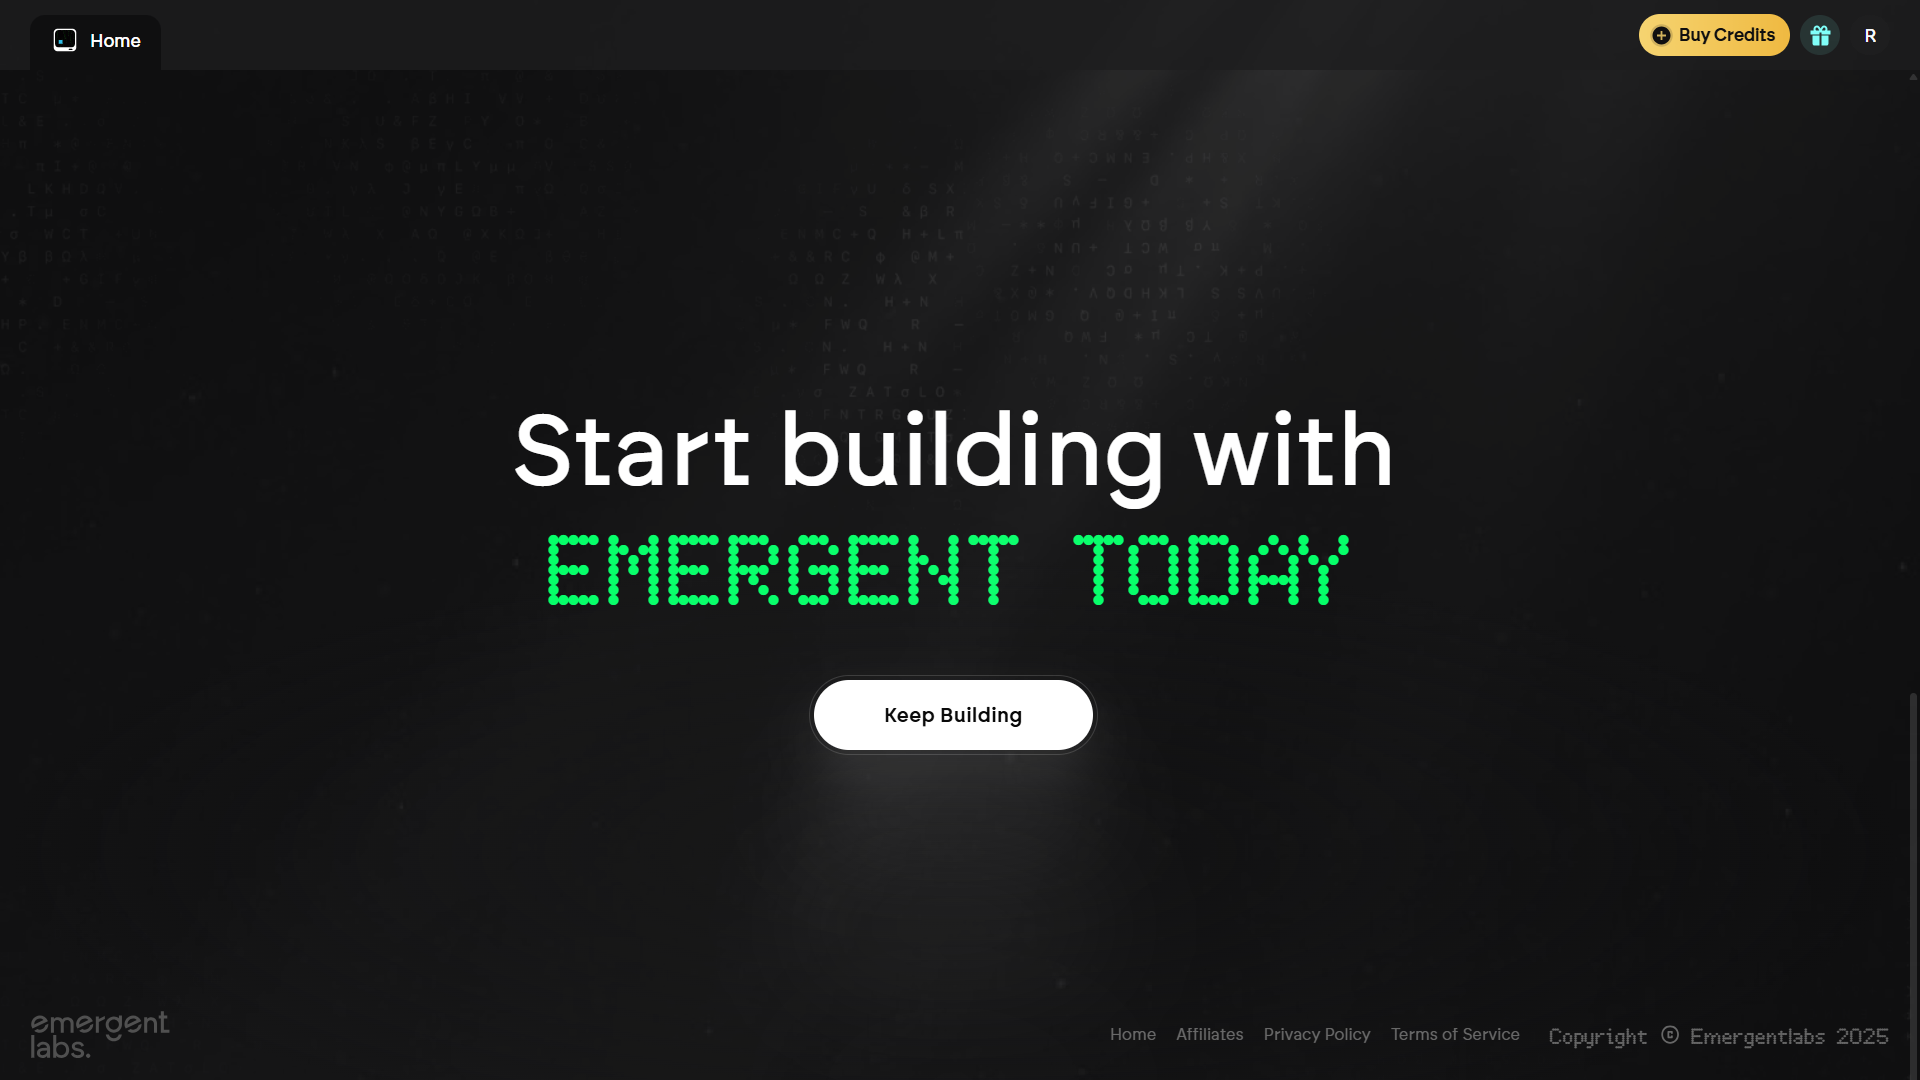 Home
Buy Credits
R
Start building with
EMERGENT TODAY
Keep Building
emergent
labs.
Home Affiliates Privacy Policy Terms of Service Copyright © Emergentlabs 2025